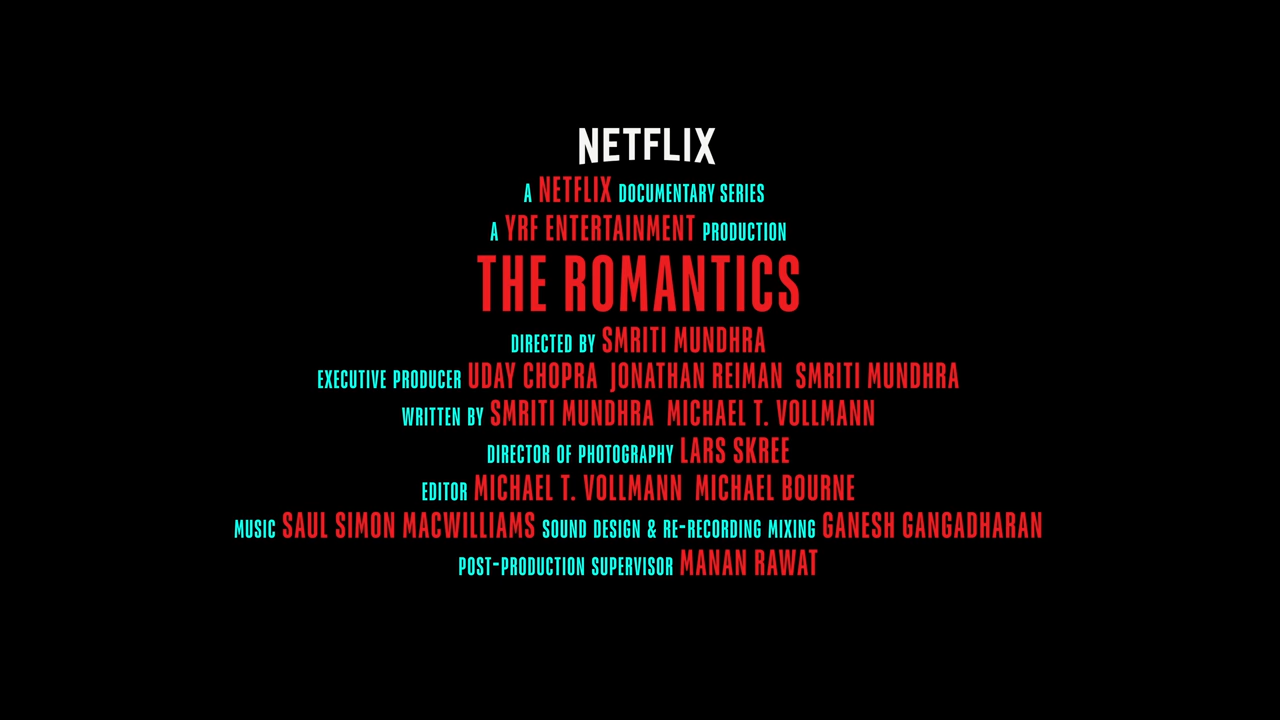 NETFLIX
A NETFLIX DOCUMENTARY SERIES
A YRF ENTERTAINMENT PRODUCTION
THE ROMANTICS
DIRECTED BY SMRITI MUNDHRA
EXECUTIVE PRODUCER UDAY CHOPRA JONATHAN REIMAN SMRITI MUNDHRA
WRITTEN BY SMRITI MUNDHRA MICHAEL T. VOLLMANN
DIRECTOR OF PHOTOGRAPHY LARS SKREE
EDITOR MICHAEL T. VOLLMANN MICHAEL BOURNE
MUSIC SAUL SIMON MACWILLIAMS SOUND DESIGN & RE-RECORDING MIXING GANESH GANGADHARAN
POST-PRODUCTION SUPERVISOR MANAN RAWAT